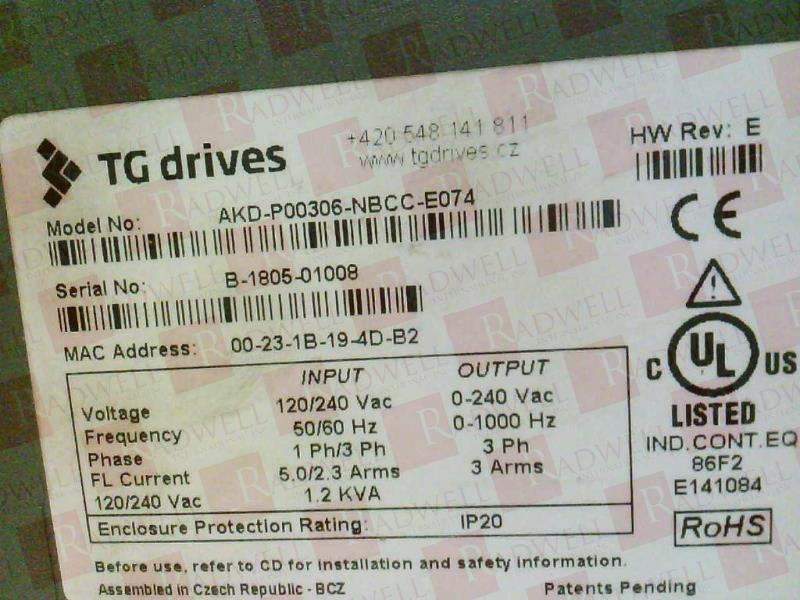 TG drives
+420 548 141 811
www.tgdrives.cz
HW Rev: E
Model No: AKD-P00306-NBCC-E074
Serial No: B-1805-01008
MAC Address: 00-23-1B-19-4D-B2
INPUT OUTPUT
Voltage 120/240 Vac 0-240 Vac
Frequency 50/60 Hz 0-1000 Hz
Phase 1 Ph/3 Ph 3 Ph
FL Current 5.0/2.3 Arms 3 Arms
120/240 Vac 1.2 KVA
Enclosure Protection Rating: IP20
CE
C UL US
LISTED
IND.CONT.EQ
86F2
E141084
RoHS
Before use, refer to CD for installation and safety information.
Assembled in Czech Republic - BCZ
Patents Pending
RADWELL